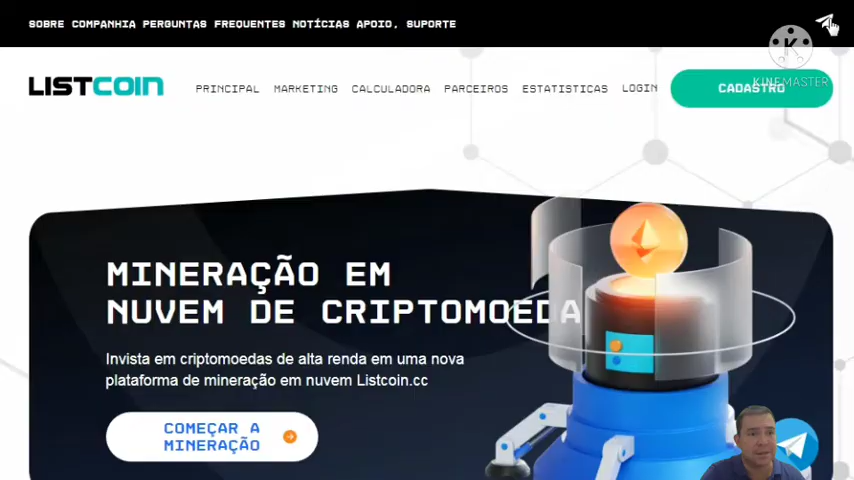 SOBRE COMPANHIA PERGUNTAS FREQUENTES NOTÍCIAS APOIO, SUPORTE
LISTCOIN PRINCIPAL MARKETING CALCULADORA PARCEIROS ESTATISTICAS LOGIN CADASTRO
K
KINEMASTER
MINERAÇÃO EM
NUVEM DE CRIPTOMOEDA
Invista em criptomoedas de alta renda em uma nova
plataforma de mineração em nuvem Listcoin.cc
COMEÇAR A
MINERAÇÃO